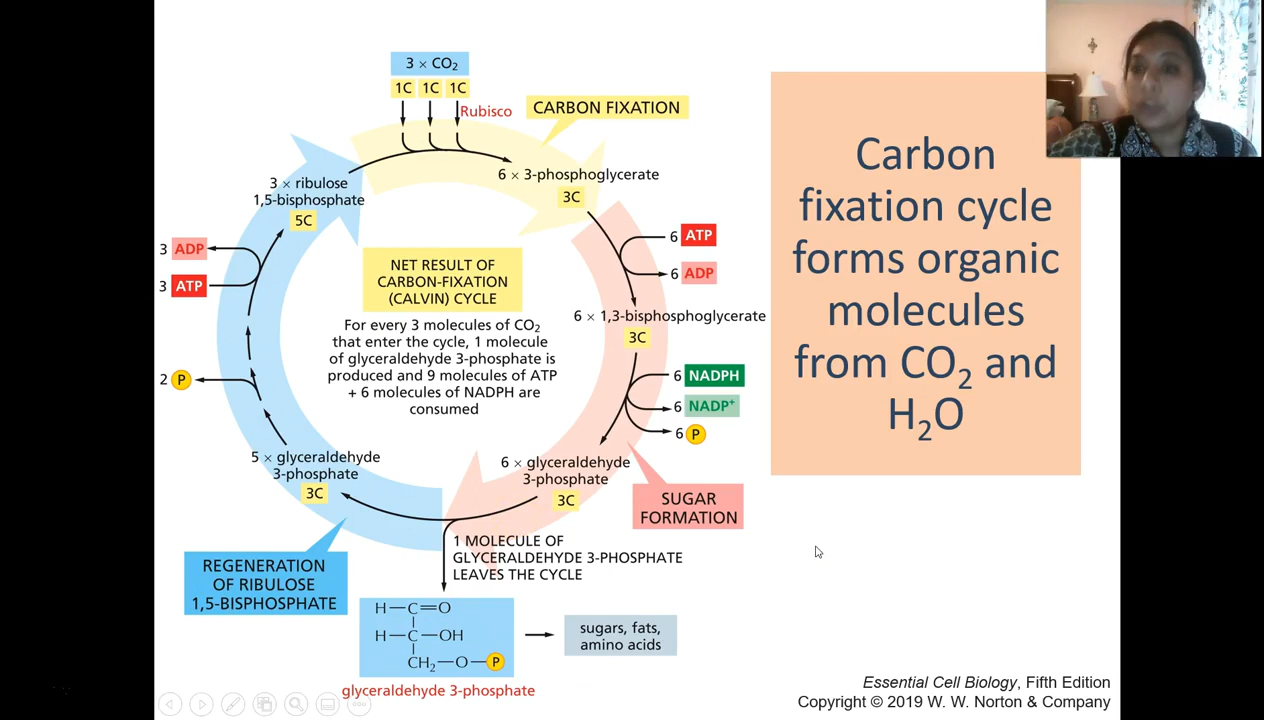 3 × CO₂
1C 1C 1C
Rubisco
CARBON FIXATION
3 × ribulose
1,5-bisphosphate
5C
6 × 3-phosphoglycerate
3C
6 ATP
6 ADP
6 × 1,3-bisphosphoglycerate
3C
6 NADPH
6 NADP⁺
6 P
6 × glyceraldehyde
3-phosphate
3C
SUGAR
FORMATION
3 ADP
3 ATP
2 P
5 × glyceraldehyde
3-phosphate
3C
REGENERATION
OF RIBULOSE
1,5-BISPHOSPHATE
NET RESULT OF
CARBON-FIXATION
(CALVIN) CYCLE
For every 3 molecules of CO₂
that enter the cycle, 1 molecule
of glyceraldehyde 3-phosphate is
produced and 9 molecules of ATP
+ 6 molecules of NADPH are
consumed
1 MOLECULE OF
GLYCERALDEHYDE 3-PHOSPHATE
LEAVES THE CYCLE
H—C=O
H—C—OH
CH₂—O—P
glyceraldehyde 3-phosphate
sugars, fats,
amino acids
Carbon
fixation cycle
forms organic
molecules
from CO₂ and
H₂O
Essential Cell Biology, Fifth Edition
Copyright © 2019 W. W. Norton & Company